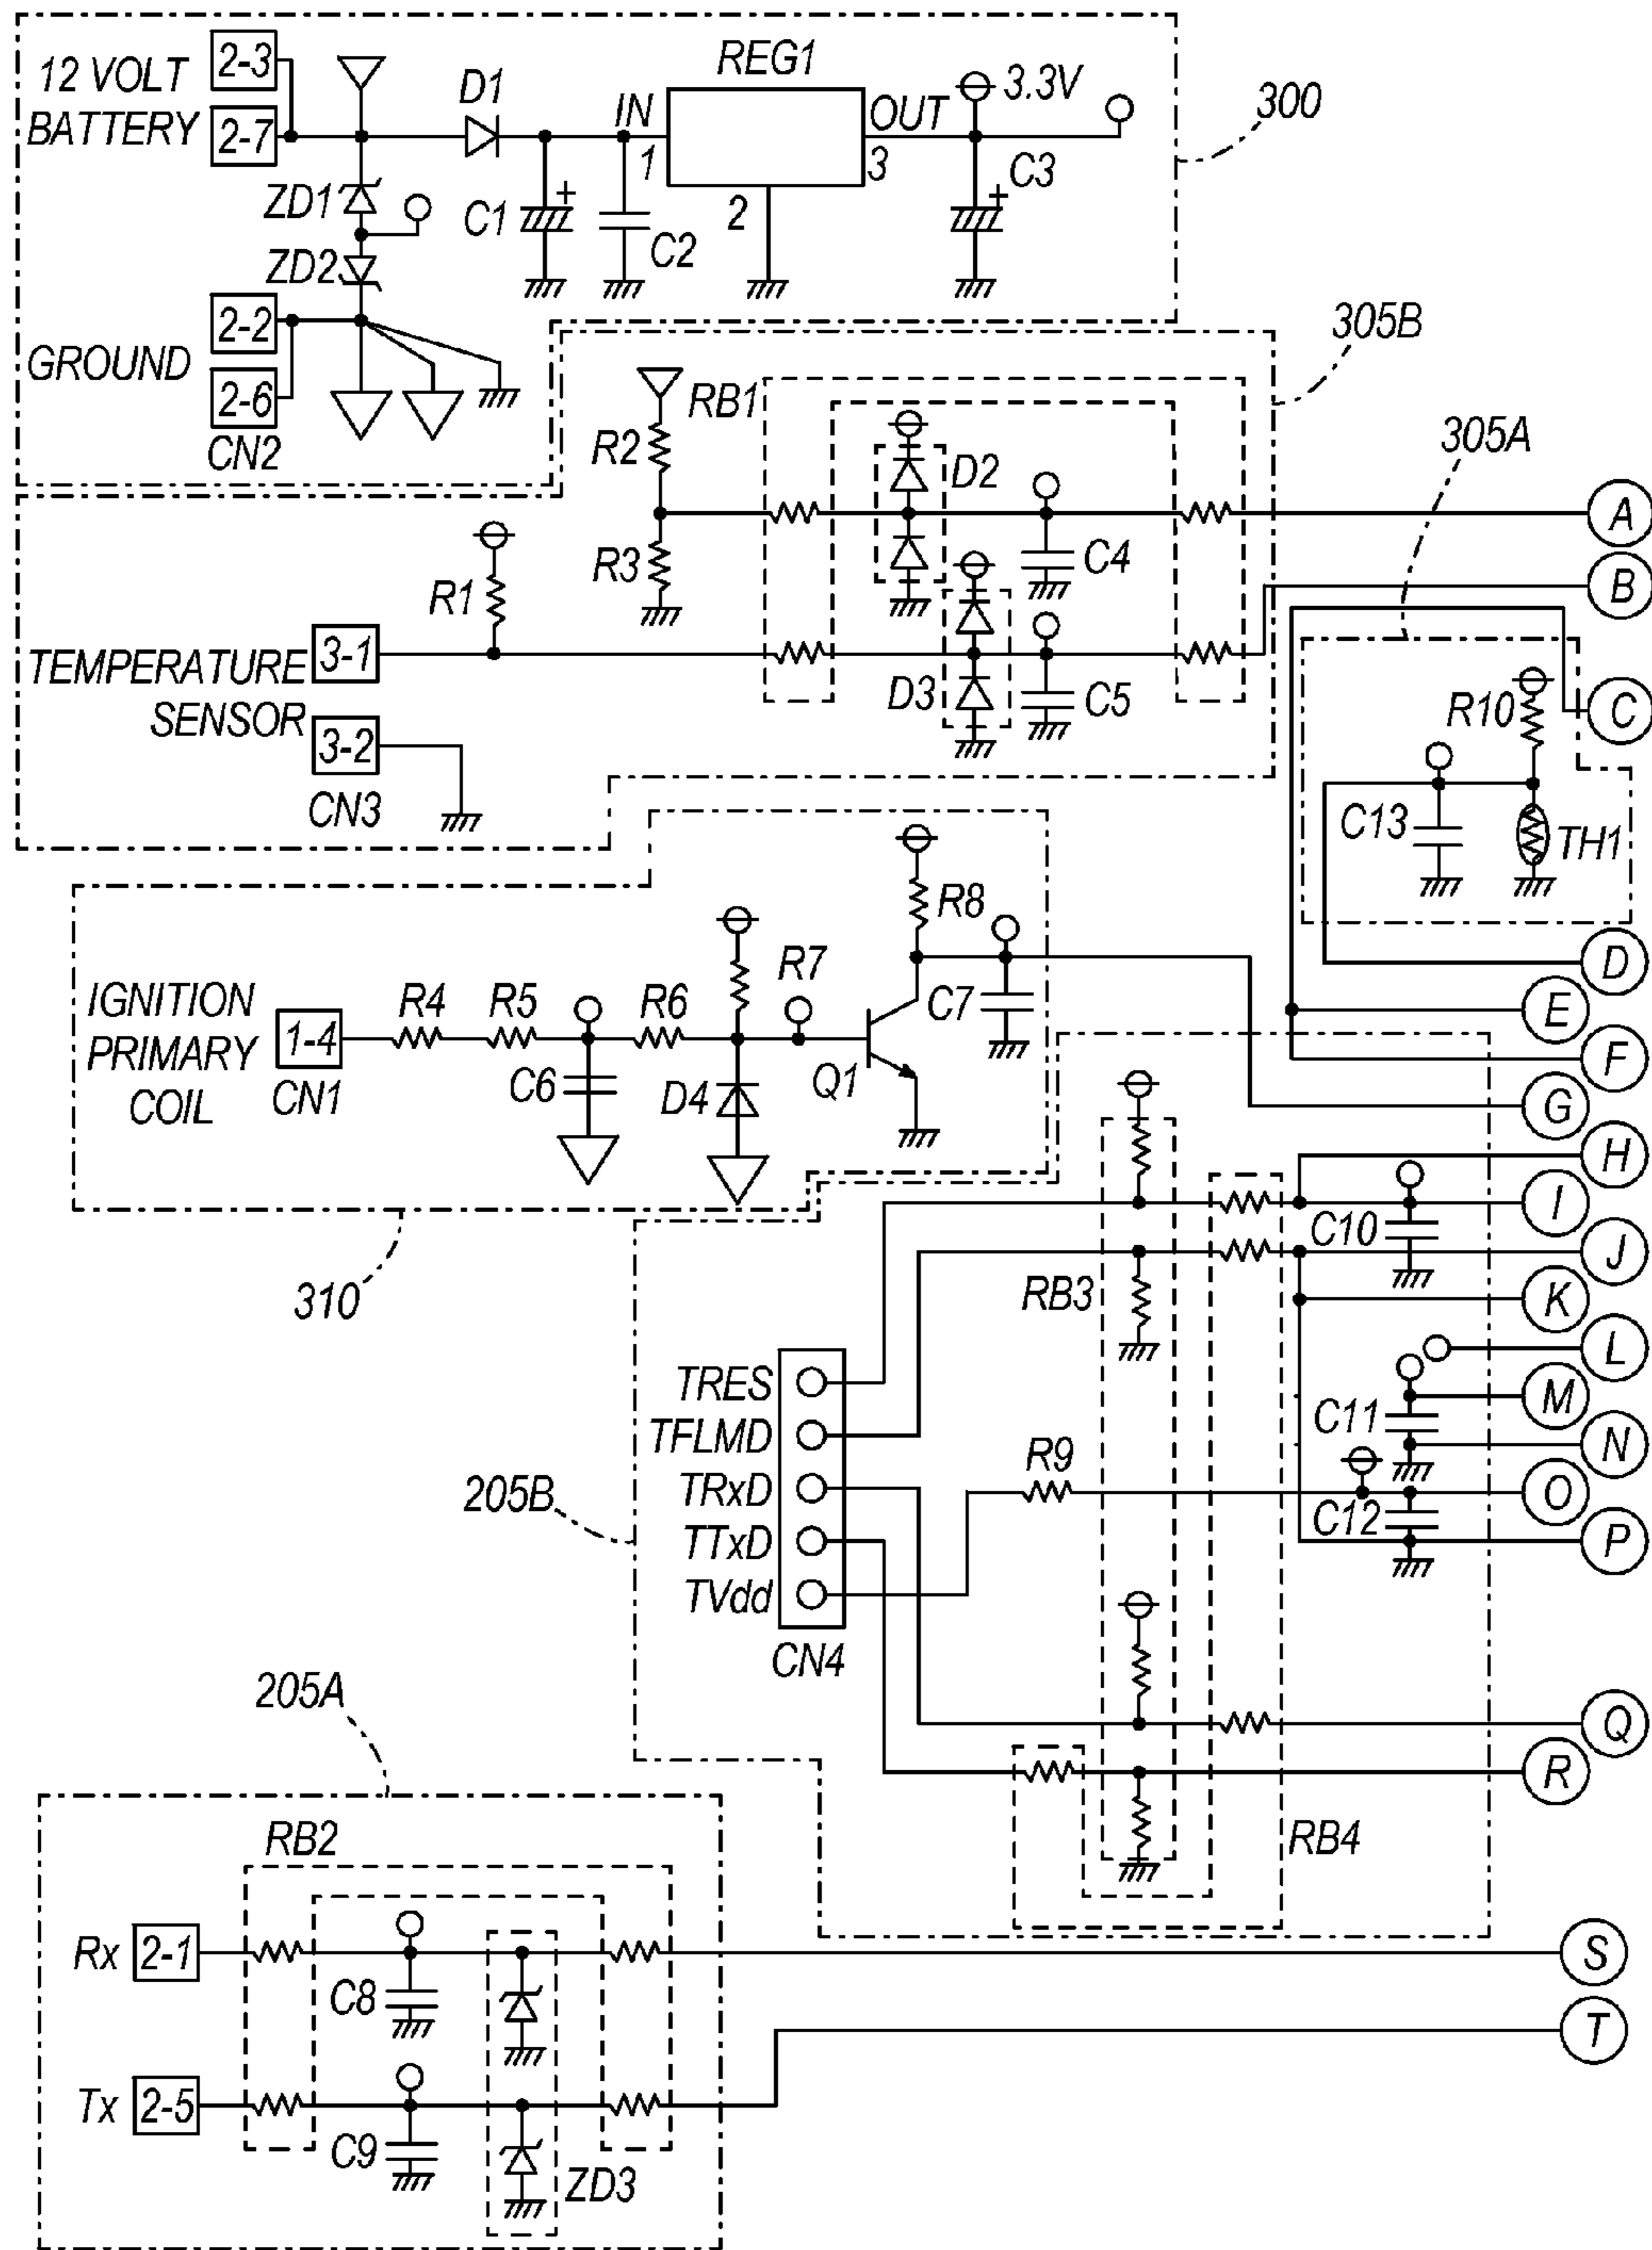 12 VOLT
BATTERY
2-3
2-7
D1
REG1
IN
1
OUT
3
2
3.3V
C3
300
ZD1
C1
C2
ZD2
2-2
GROUND
2-6
CN2
305B
RB1
R2
D2
305A
R3
C4
A
R1
B
TEMPERATURE
SENSOR
3-1
D3
C5
R10
C
3-2
CN3
C13
TH1
R8
D
IGNITION
PRIMARY
COIL
1-4
CN1
R4
R5
R6
R7
C7
E
C6
D4
Q1
F
G
H
C10
I
310
RB3
J
K
L
TRES
TFLMD
TRxD
TTxD
TVdd
CN4
C11
M
N
205B
R9
C12
O
P
205A
Q
R
RB2
RB4
Rx
2-1
C8
S
T
Tx
2-5
C9
ZD3